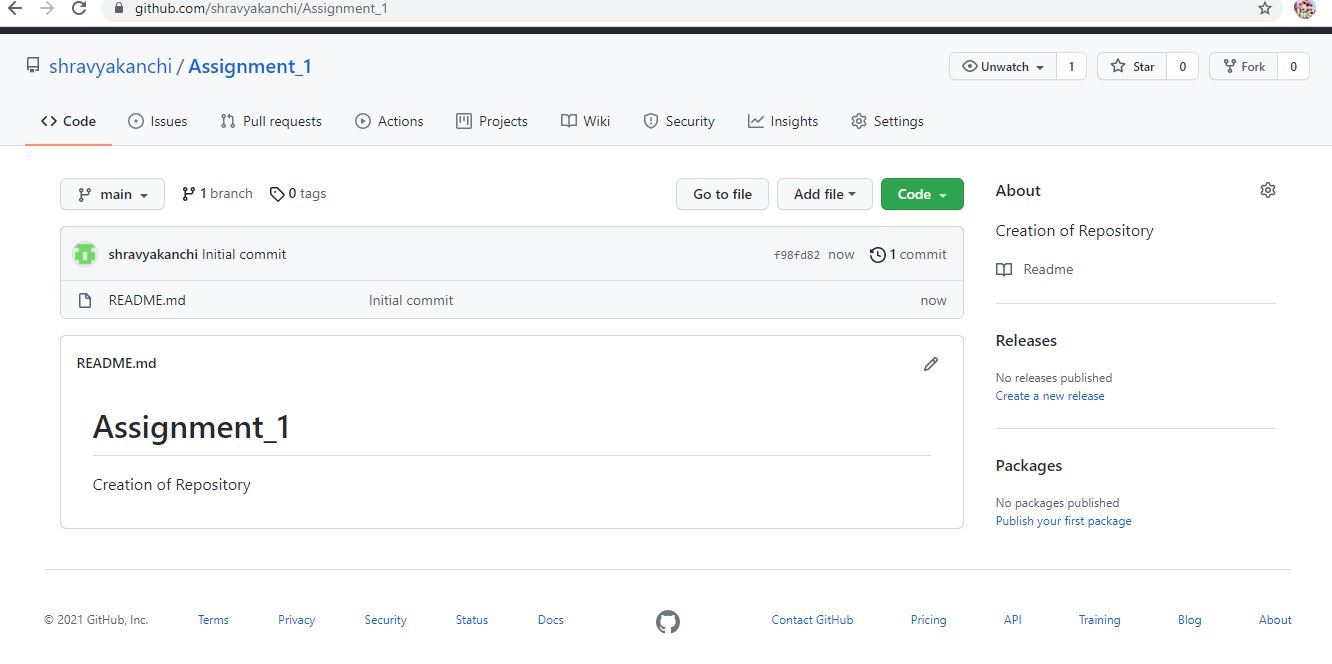 github.com/shravyakanchi/Assignment_1
shravyakanchi / Assignment_1
Unwatch 1 Star 0 Fork 0
Code Issues Pull requests Actions Projects Wiki Security Insights Settings
main 1 branch 0 tags Go to file Add file Code
shravyakanchi Initial commit f98fd82 now 1 commit
README.md Initial commit now
README.md
Assignment_1
Creation of Repository
About
Creation of Repository
Readme
Releases
No releases published
Create a new release
Packages
No packages published
Publish your first package
© 2021 GitHub, Inc. Terms Privacy Security Status Docs Contact GitHub Pricing API Training Blog About